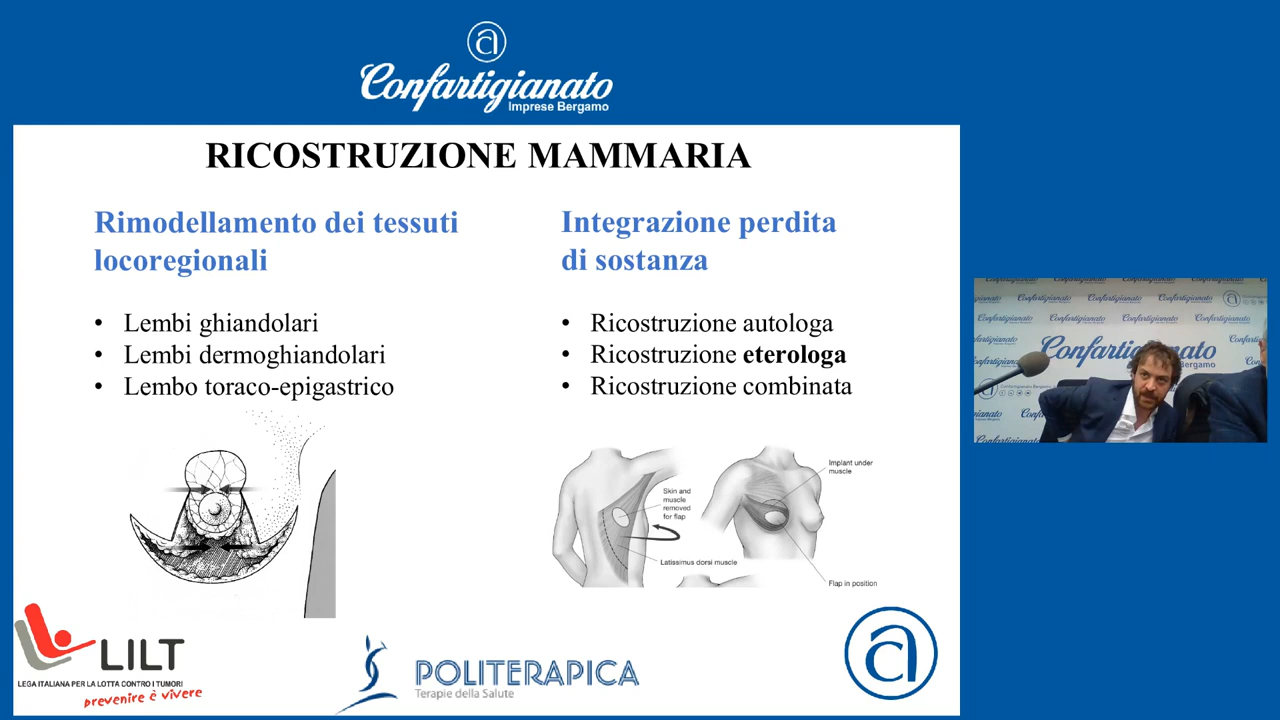 Confartigianato
Imprese Bergamo
RICOSTRUZIONE MAMMARIA
Rimodellamento dei tessuti
locoregionali
• Lembi ghiandolari
• Lembi dermoghiandolari
• Lembo toraco-epigastrico
Integrazione perdita
di sostanza
• Ricostruzione autologa
• Ricostruzione eterologa
• Ricostruzione combinata
Skin and
muscle
removed
for flap
Latissimus dorsi muscle
Implant under
muscle
Flap in position
LILT
LEGA ITALIANA PER LA LOTTA CONTRO I TUMORI
prevenire è vivere
POLITERAPICA
Terapie della Salute
a
Confartigianato
Bergamo